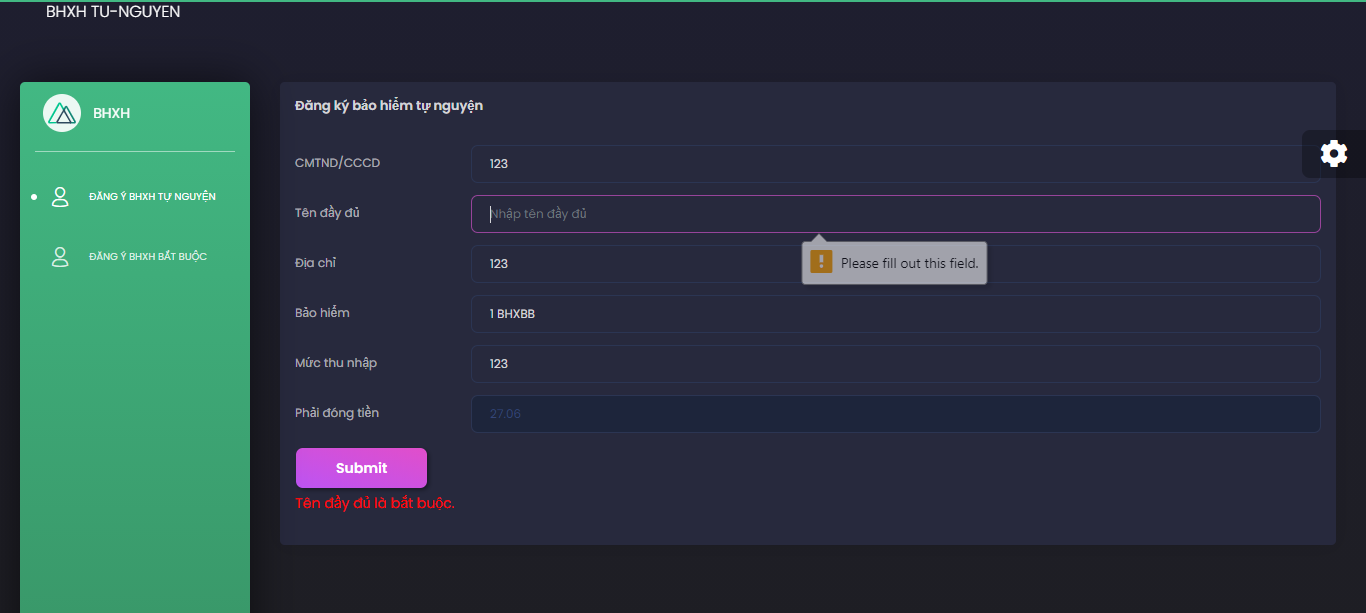 BHXH TU-NGUYEN
BHXH
ĐĂNG Ý BHXH TỰ NGUYỆN
ĐĂNG Ý BHXH BẮT BUỘC
Đăng ký bảo hiểm tự nguyện
CMTND/CCCD
123
Tên đầy đủ
Nhập tên đầy đủ
Please fill out this field.
Địa chỉ
123
Bảo hiểm
1 BHXBB
Mức thu nhập
123
Phải đóng tiền
27.06
Submit
Tên đầy đủ là bắt buộc.